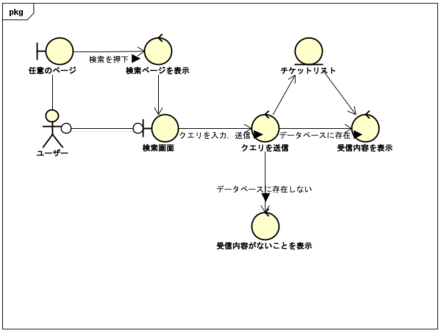 pkg
任意のページ
検索を押下
検索ページを表示
チケットリスト
ユーザー
検索画面
クエリを入力，送信
クエリを送信
データベースに存在
受信内容を表示
データベースに存在しない
受信内容がないことを表示